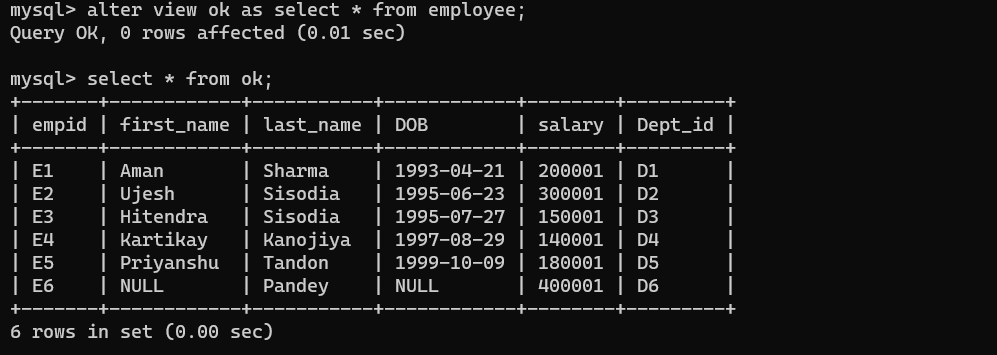 mysql> alter view ok as select * from employee;
Query OK, 0 rows affected (0.01 sec)
mysql> select * from ok;
+-------+------------+-----------+------------+--------+---------+
| empid | first_name | last_name | DOB        | salary | Dept_id |
+-------+------------+-----------+------------+--------+---------+
| E1    | Aman       | Sharma    | 1993-04-21 | 200001 | D1      |
| E2    | Ujesh      | Sisodia   | 1995-06-23 | 300001 | D2      |
| E3    | Hitendra   | Sisodia   | 1995-07-27 | 150001 | D3      |
| E4    | Kartikay   | Kanojiya  | 1997-08-29 | 140001 | D4      |
| E5    | Priyanshu  | Tandon    | 1999-10-09 | 180001 | D5      |
| E6    | NULL       | Pandey    | NULL       | 400001 | D6      |
+-------+------------+-----------+------------+--------+---------+
6 rows in set (0.00 sec)